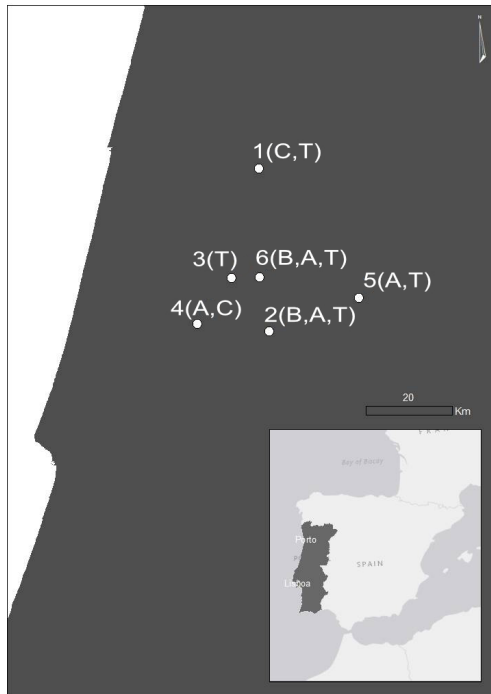 N
1(C,T)
3(T)
6(B,A,T)
5(A,T)
4(A,C)
2(B,A,T)
20
Km
Bay of Biscay
Porto
SPAIN
Lisboa